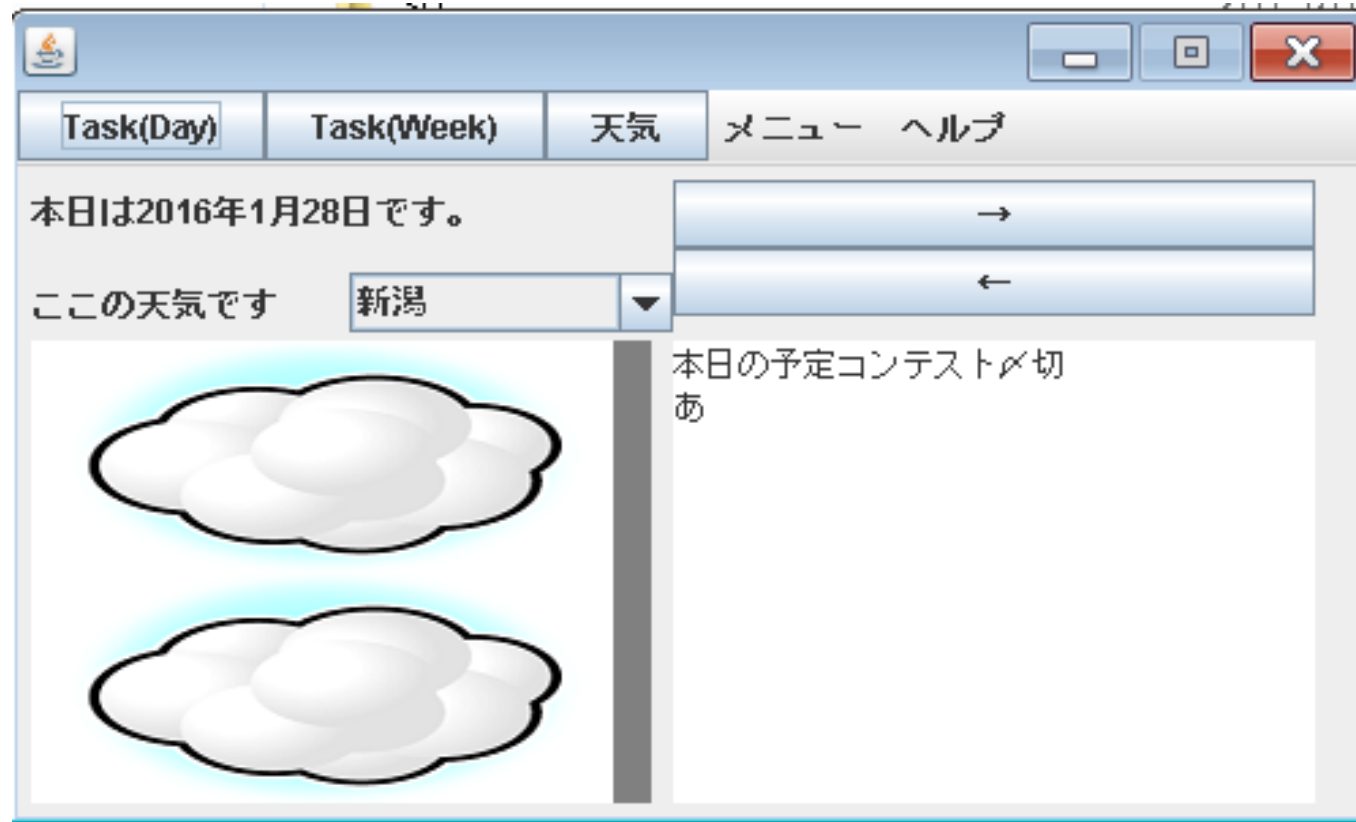 Task(Day) Task(Week) 天気 メニュー ヘルプ
本日は2016年1月28日です。
→
←
ここの天気です 新潟
本日の予定コンテスト〆切
あ